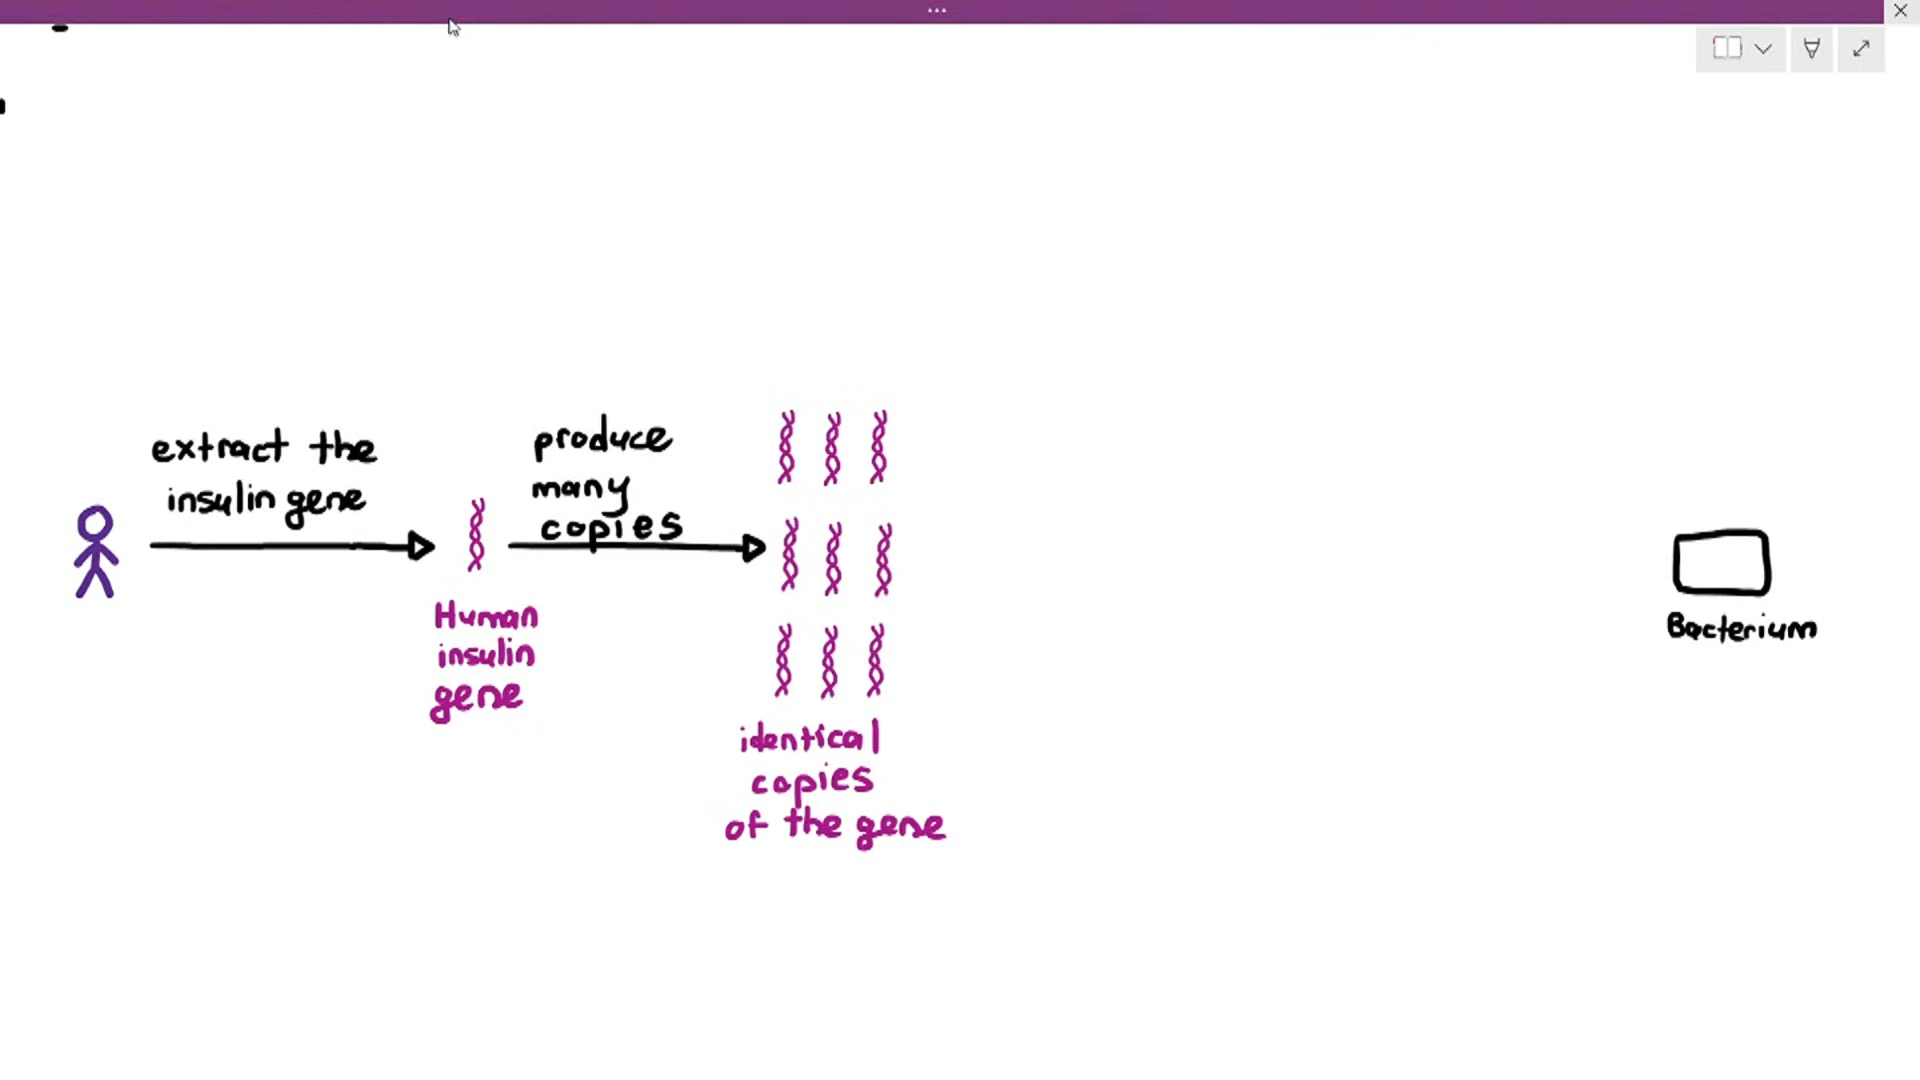 extract the
insulin gene
produce
many
copies
Human
insulin
gene
identical
copies
of the gene
Bacterium